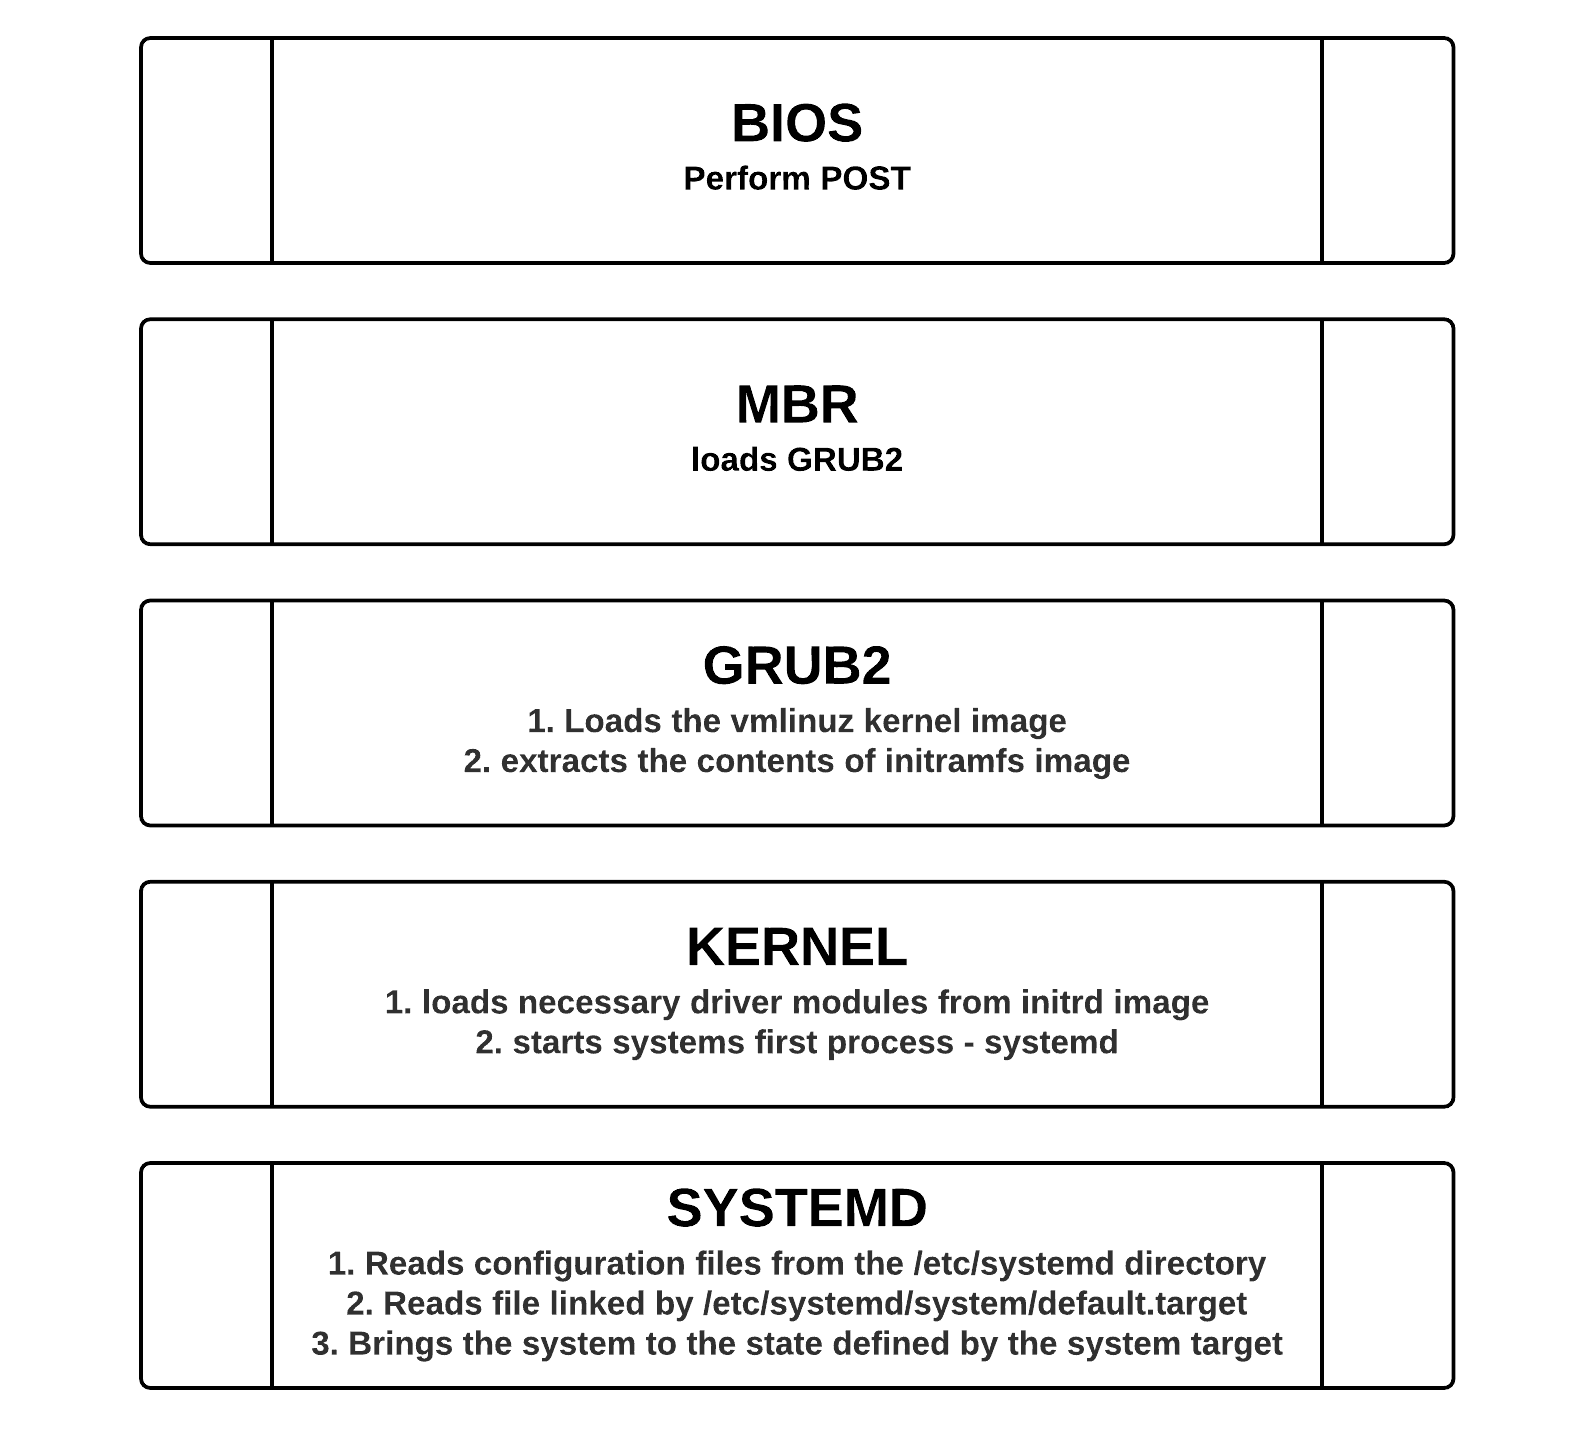 BIOS
Perform POST
MBR
loads GRUB2
GRUB2
1. Loads the vmlinuz kernel image
2. extracts the contents of initramfs image
KERNEL
1. loads necessary driver modules from initrd image
2. starts systems first process - systemd
SYSTEMD
1. Reads configuration files from the /etc/systemd directory
2. Reads file linked by /etc/systemd/system/default.target
3. Brings the system to the state defined by the system target